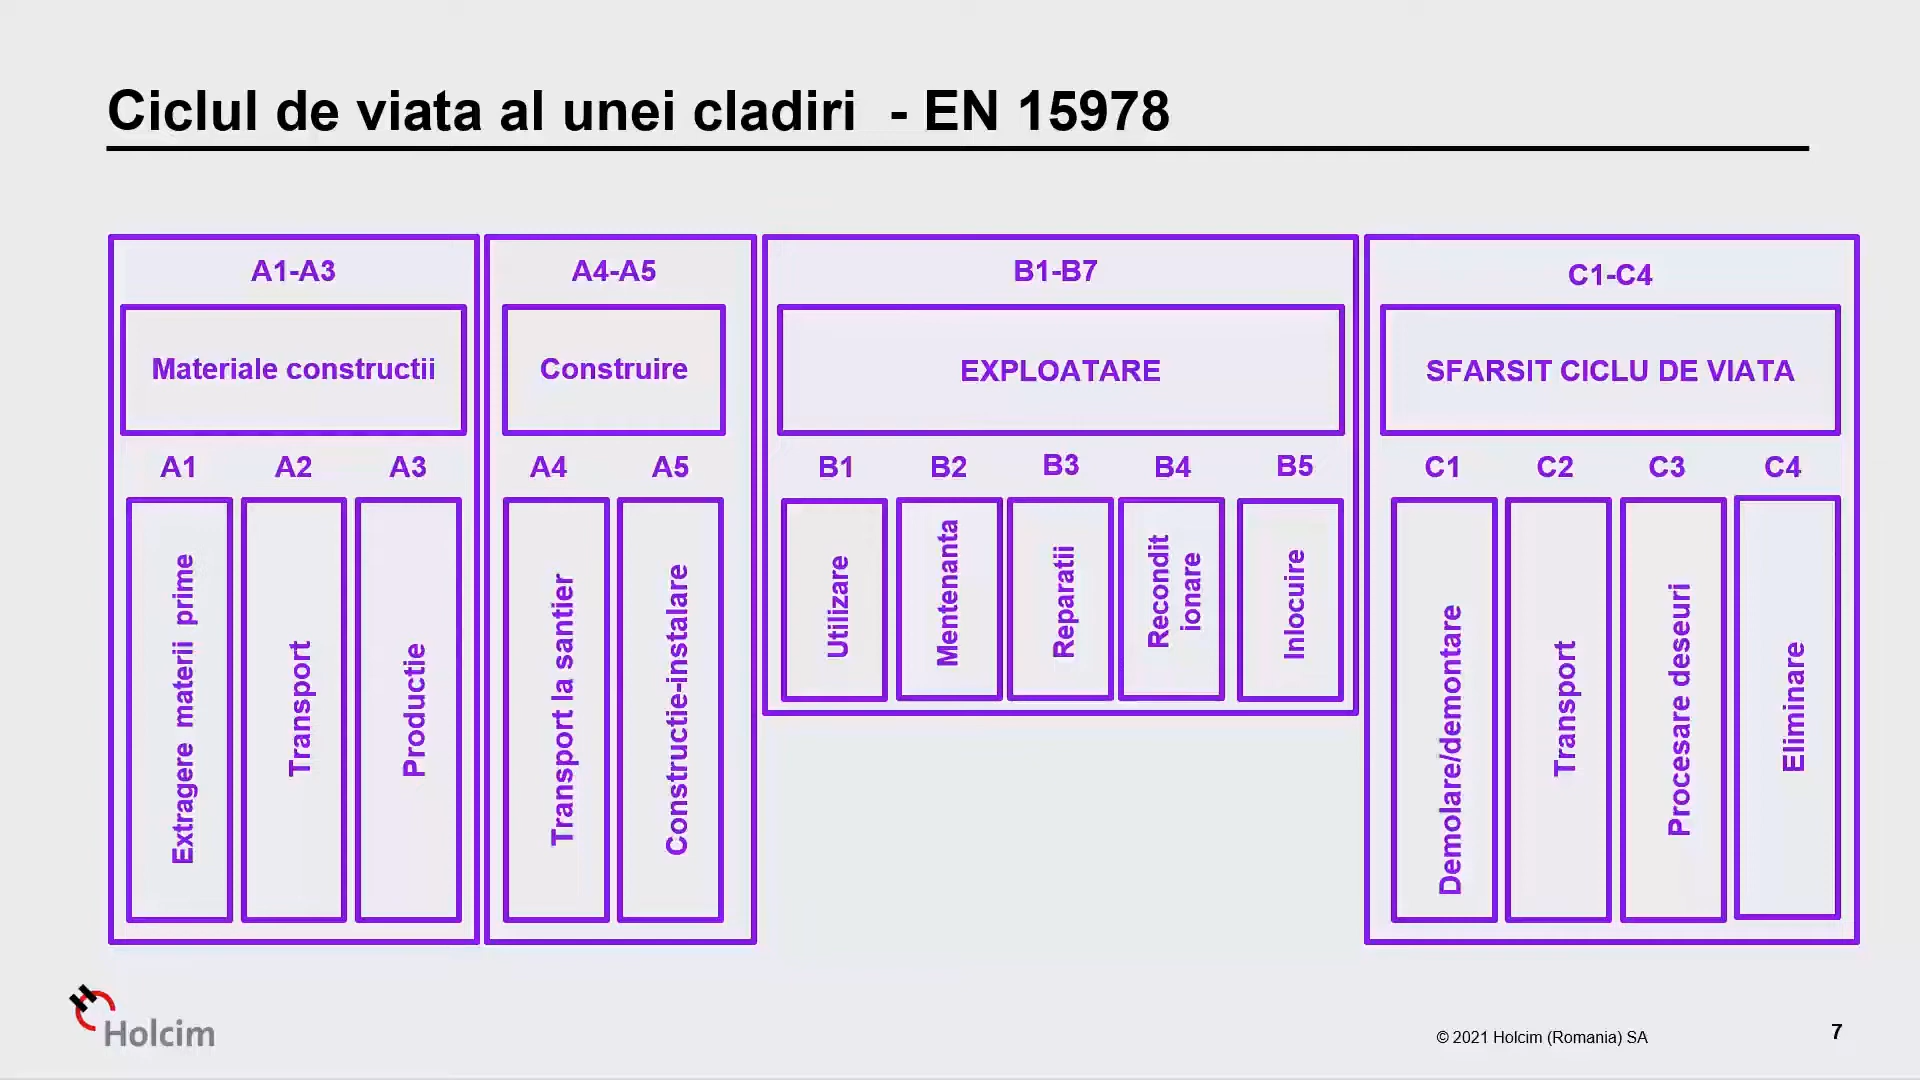 Ciclul de viata al unei cladiri - EN 15978
A1-A3
Materiale constructii
A1 A2 A3
Extragere materii prime
Transport
Productie
A4-A5
Construire
A4 A5
Transport la santier
Constructie-instalare
B1-B7
EXPLOATARE
B1 B2 B3 B4 B5
Utilizare
Mentenanta
Reparatii
Recondit
ionare
Inlocuire
C1-C4
SFARSIT CICLU DE VIATA
C1 C2 C3 C4
Demolare/demontare
Transport
Procesare deseuri
Eliminare
Holcim
© 2021 Holcim (Romania) SA
7